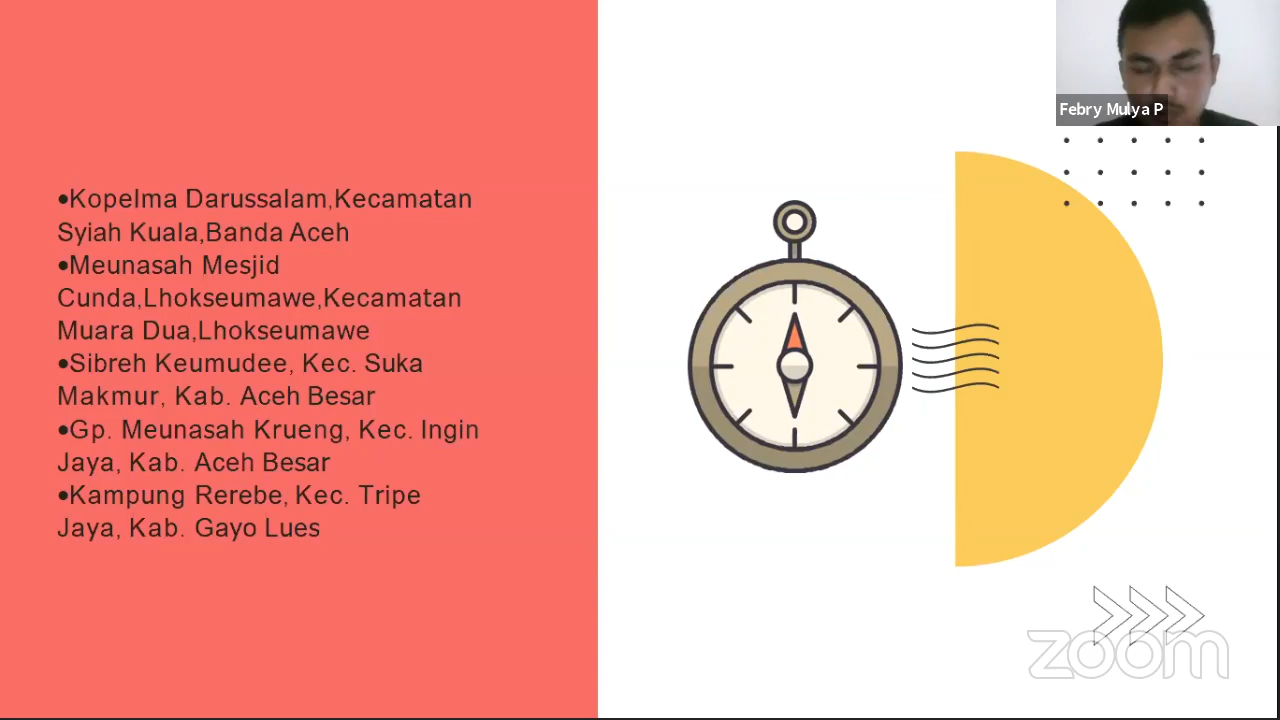 Febry Mulya P
•Kopelma Darussalam,Kecamatan
Syiah Kuala,Banda Aceh
•Meunasah Mesjid
Cunda,Lhokseumawe,Kecamatan
Muara Dua,Lhokseumawe
•Sibreh Keumudee, Kec. Suka
Makmur, Kab. Aceh Besar
•Gp. Meunasah Krueng, Kec. Ingin
Jaya, Kab. Aceh Besar
•Kampung Rerebe, Kec. Tripe
Jaya, Kab. Gayo Lues
zoom